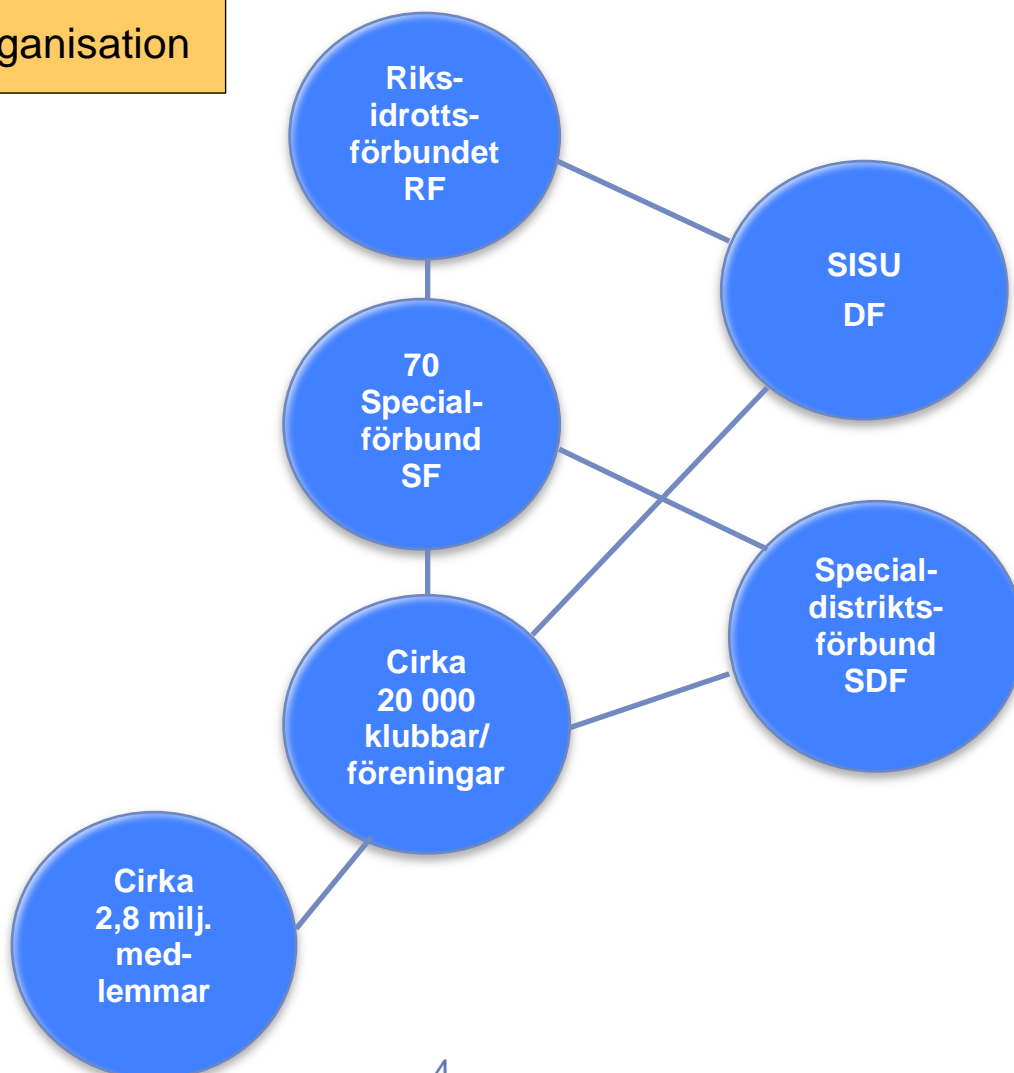 ganisation
Riks-
idrotts-
förbundet
RF
SISU
DF
70
Special-
förbund
SF
Special-
distrikts-
förbund
SDF
Cirka
20 000
klubbar/
föreningar
Cirka
2,8 milj.
med-
lemmar
4